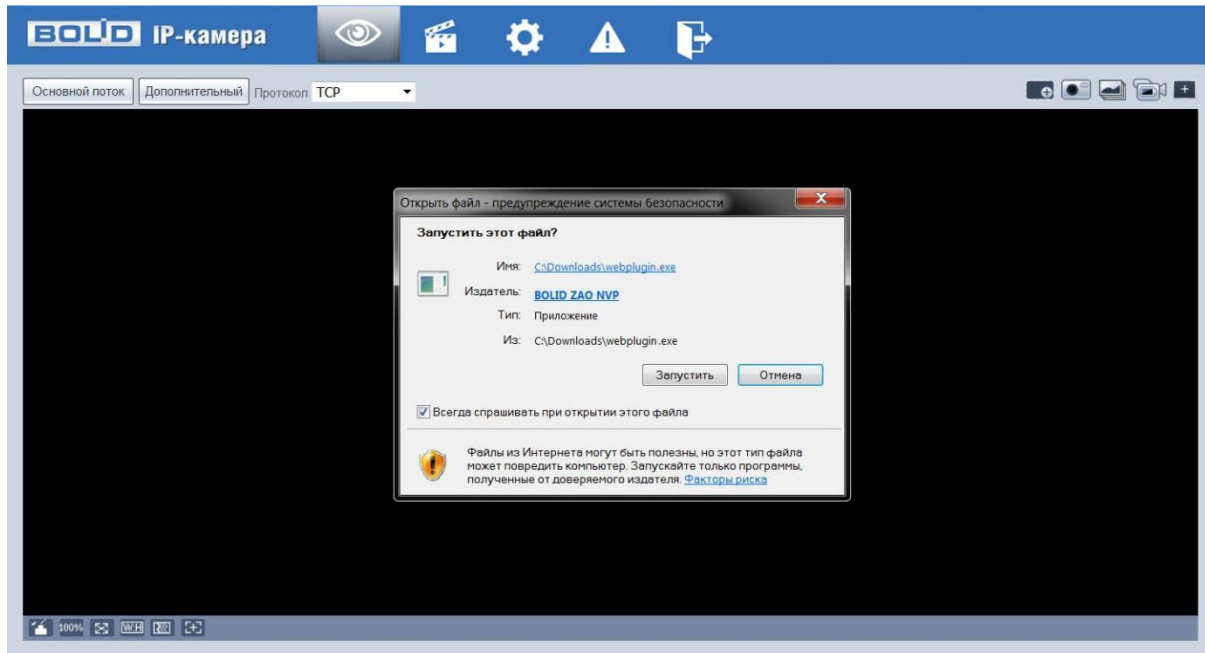 BOLID IP-камера
Основной поток Дополнительный Протокол TCP
Открыть файл - предупреждение системы безопасности
Запустить этот файл?
Имя: C:\Downloads\webplugin.exe
Издатель: BOLID ZAO NVP
Тип: Приложение
Из: C:\Downloads\webplugin.exe
Запустить Отмена
Всегда спрашивать при открытии этого файла
Файлы из Интернета могут быть полезны, но этот тип файла
может повредить компьютер. Запускайте только программы,
полученные от доверяемого издателя. Факторы риска
100% W:H